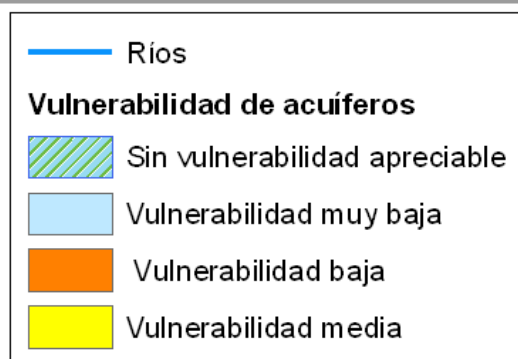 Ríos
Vulnerabilidad de acuíferos
Sin vulnerabilidad apreciable
Vulnerabilidad muy baja
Vulnerabilidad baja
Vulnerabilidad media